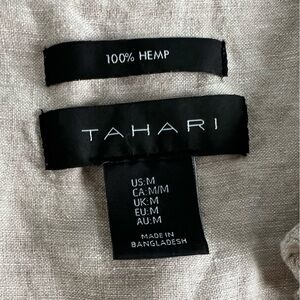 100% HEMP
TAHARI
US:M
CA:M/M
UK:M
EU:M
AU:M
MADE IN
BANGLADESH